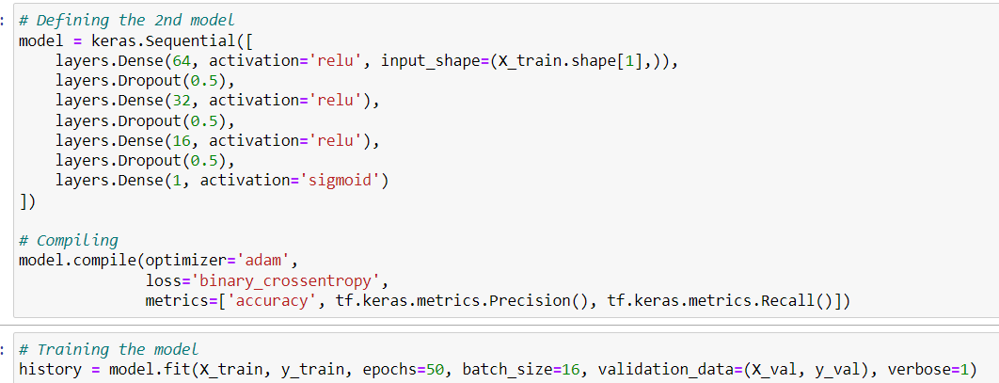 : # Defining the 2nd model
model = keras.Sequential([
    layers.Dense(64, activation='relu', input_shape=(X_train.shape[1],)),
    layers.Dropout(0.5),
    layers.Dense(32, activation='relu'),
    layers.Dropout(0.5),
    layers.Dense(16, activation='relu'),
    layers.Dropout(0.5),
    layers.Dense(1, activation='sigmoid')
])
# Compiling
model.compile(optimizer='adam',
              loss='binary_crossentropy',
              metrics=['accuracy', tf.keras.metrics.Precision(), tf.keras.metrics.Recall()])
: # Training the model
history = model.fit(X_train, y_train, epochs=50, batch_size=16, validation_data=(X_val, y_val), verbose=1)